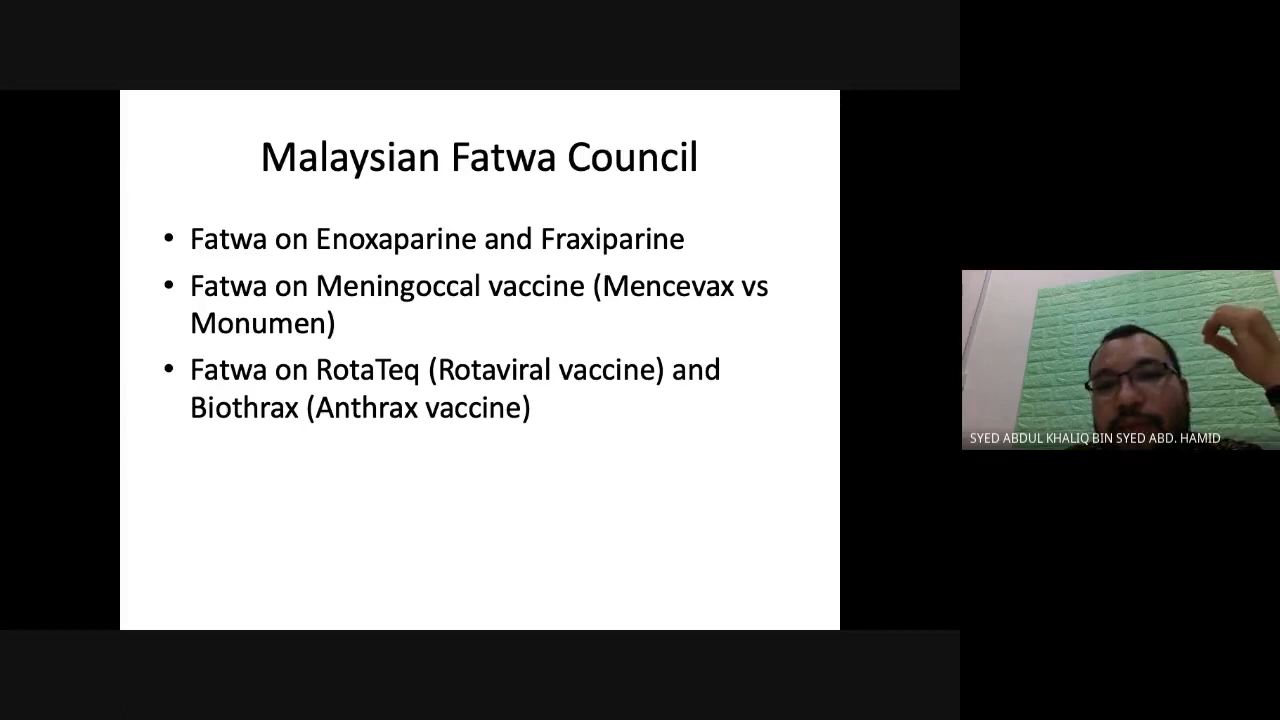 Malaysian Fatwa Council
• Fatwa on Enoxaparine and Fraxiparine
• Fatwa on Meningoccal vaccine (Mencevax vs
Monumen)
• Fatwa on RotaTeq (Rotaviral vaccine) and
Biothrax (Anthrax vaccine)
SYED ABDUL KHALIQ BIN SYED ABD. HAMID